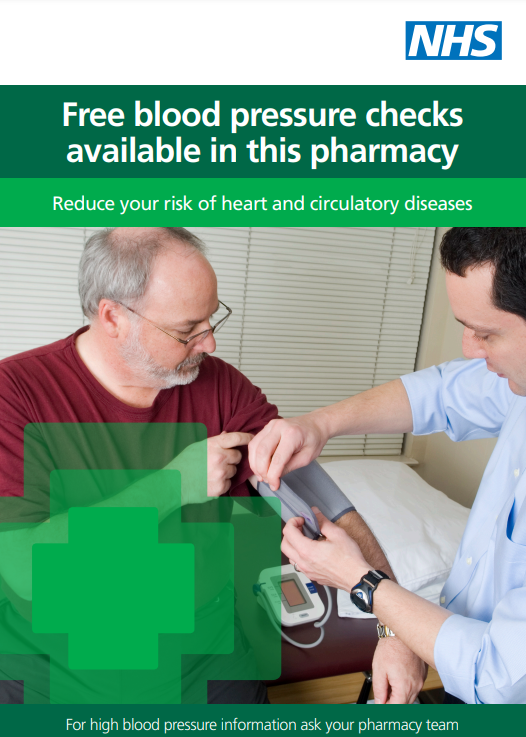 NHS
Free blood pressure checks
available in this pharmacy
Reduce your risk of heart and circulatory diseases
For high blood pressure information ask your pharmacy team